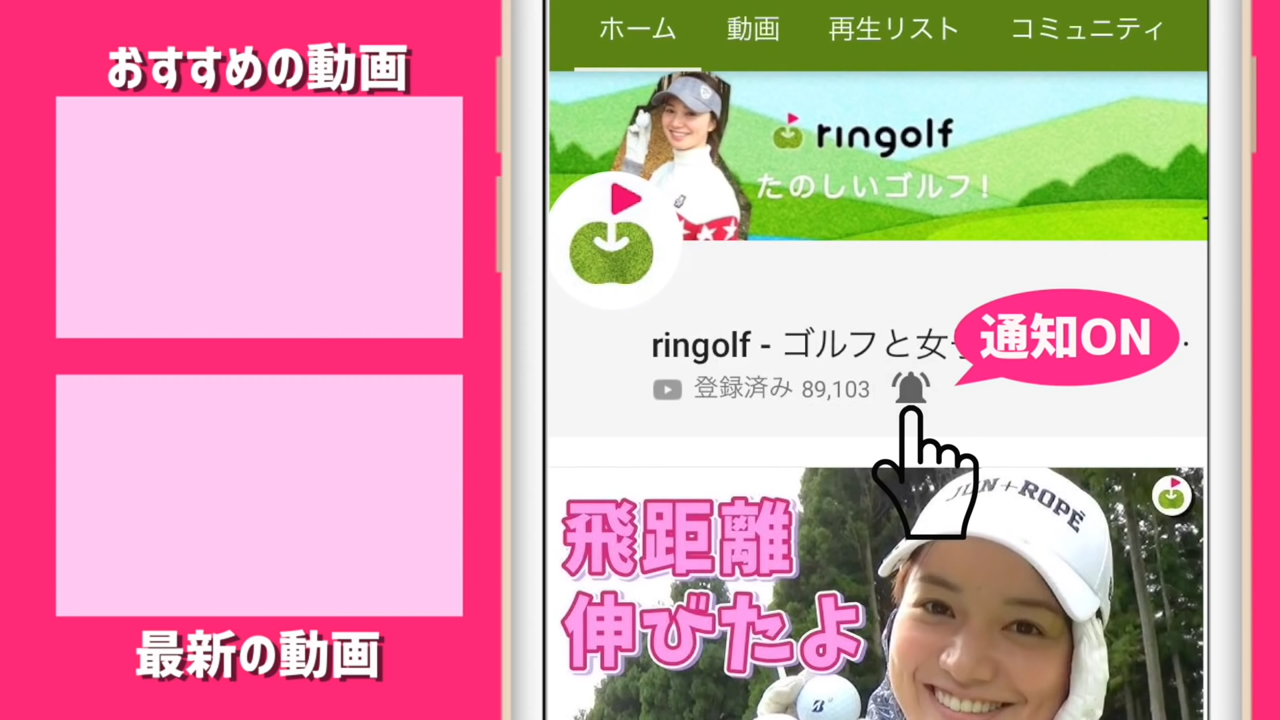 おすすめの動画
最新の動画
ホーム 動画 再生リスト コミュニティ
ringolf
たのしいゴルフ!
ringolf - ゴルフと女
通知ON
登録済み 89,103
JUN+ROPÉ
飛距離
伸びたよ
B